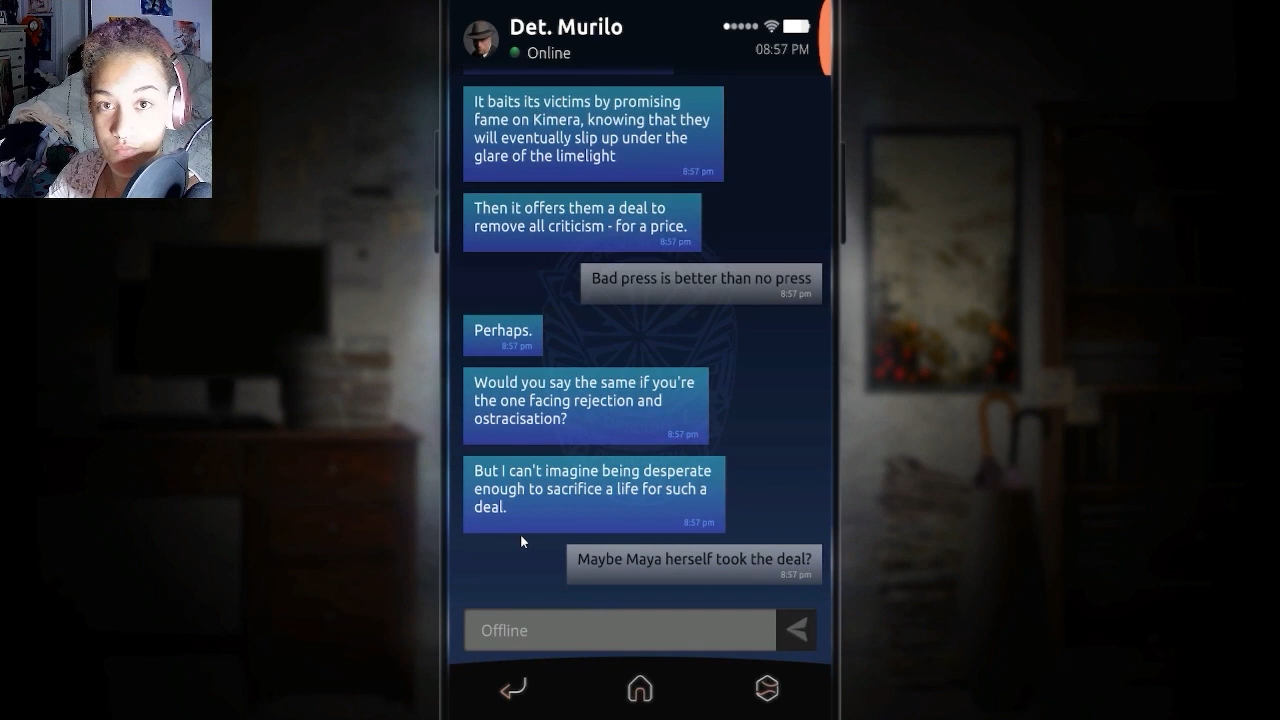 Det. Murilo
Online
08:57 PM
It baits its victims by promising
fame on Kimera, knowing that they
will eventually slip up under the
glare of the limelight
8:57 pm
Then it offers them a deal to
remove all criticism - for a price.
8:57 pm
Bad press is better than no press
8:57 pm
Perhaps.
8:57 pm
Would you say the same if you're
the one facing rejection and
ostracisation?
8:57 pm
But I can't imagine being desperate
enough to sacrifice a life for such a
deal.
8:57 pm
Maybe Maya herself took the deal?
8:57 pm
Offline